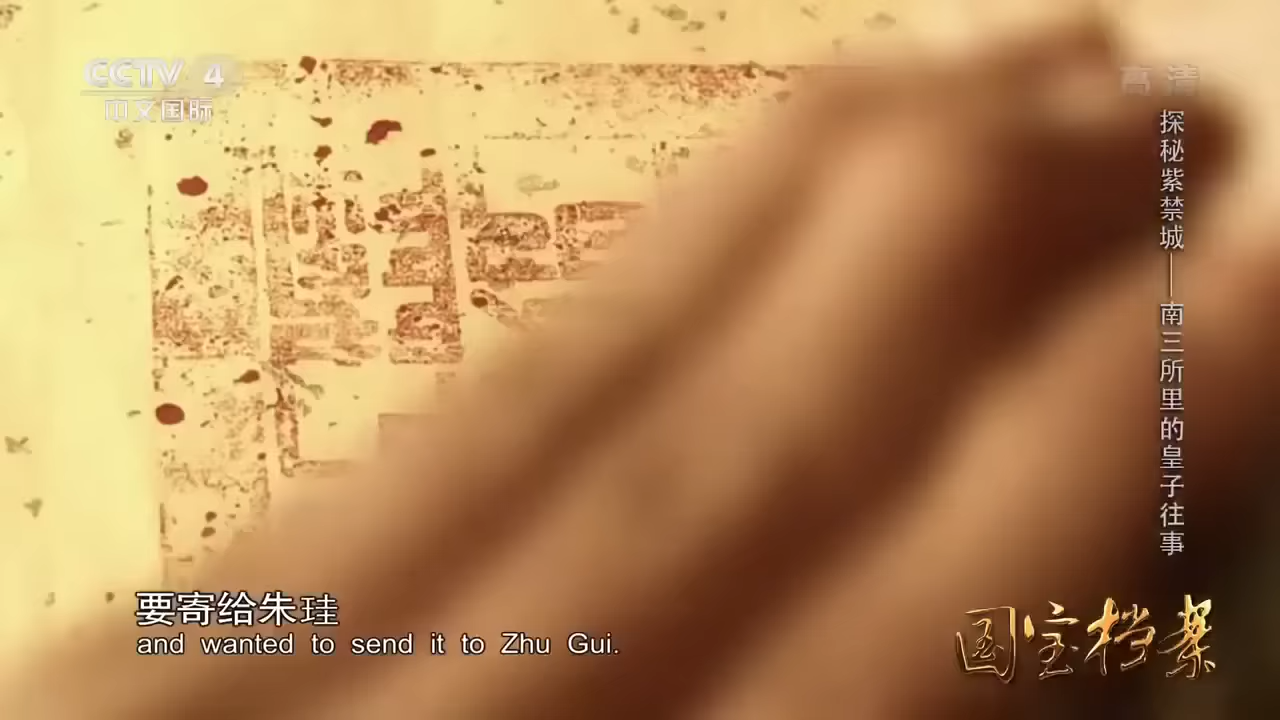 CCTV 4
中文国际
高清
探秘紫禁城——南三所里的皇子往事
要寄给朱珪
and wanted to send it to Zhu Gui.
国宝档案